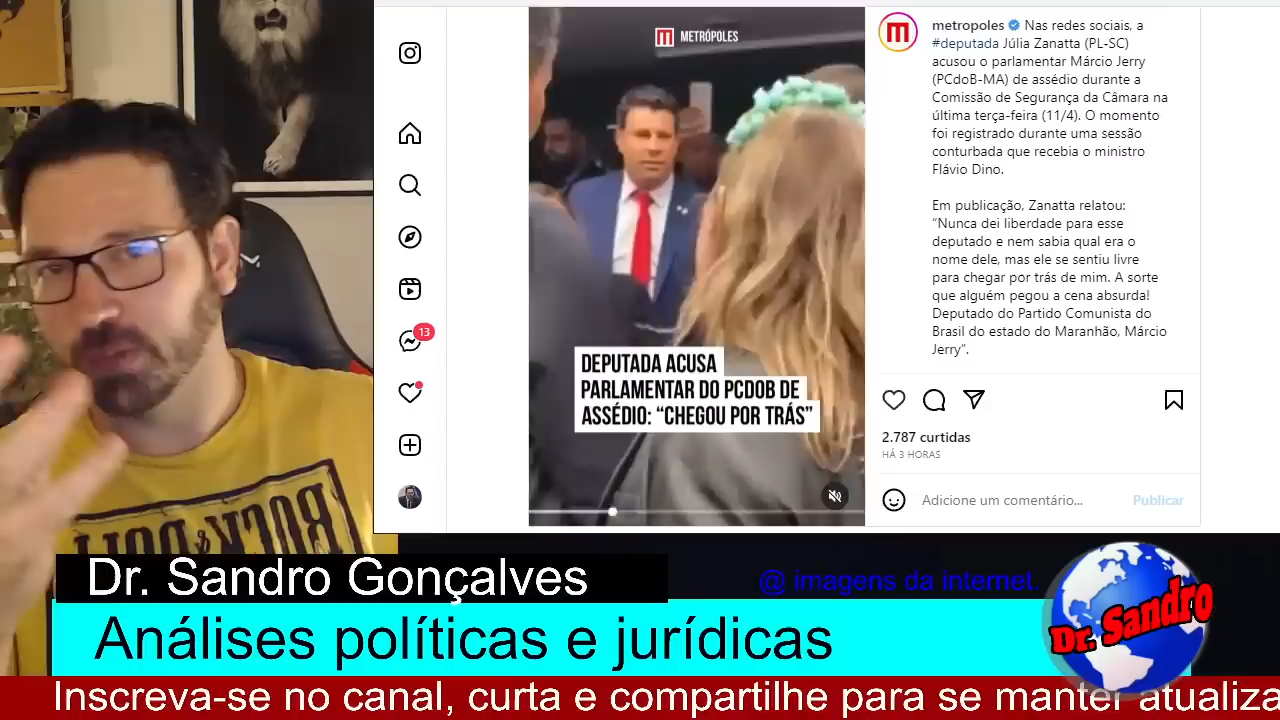 METRÓPOLES
DEPUTADA ACUSA
PARLAMENTAR DO PCDOB DE
ASSÉDIO: “CHEGOU POR TRÁS”
metropoles Nas redes sociais, a
#deputada Júlia Zanatta (PL-SC)
acusou o parlamentar Márcio Jerry
(PCdoB-MA) de assédio durante a
Comissão de Segurança da Câmara na
última terça-feira (11/4). O momento
foi registrado durante uma sessão
conturbada que recebia o ministro
Flávio Dino.
Em publicação, Zanatta relatou:
“Nunca dei liberdade para esse
deputado e nem sabia qual era o
nome dele, mas ele se sentiu livre
para chegar por trás de mim. A sorte
que alguém pegou a cena absurda!
Deputado do Partido Comunista do
Brasil do estado do Maranhão, Márcio
Jerry”.
13
2.787 curtidas
HÁ 3 HORAS
Adicione um comentário... Publicar
ROCK &
Dr. Sandro Gonçalves
@ imagens da internet.
Análises políticas e jurídicas
Dr. Sandro
Inscreva-se no canal, curta e compartilhe para se manter atualiza